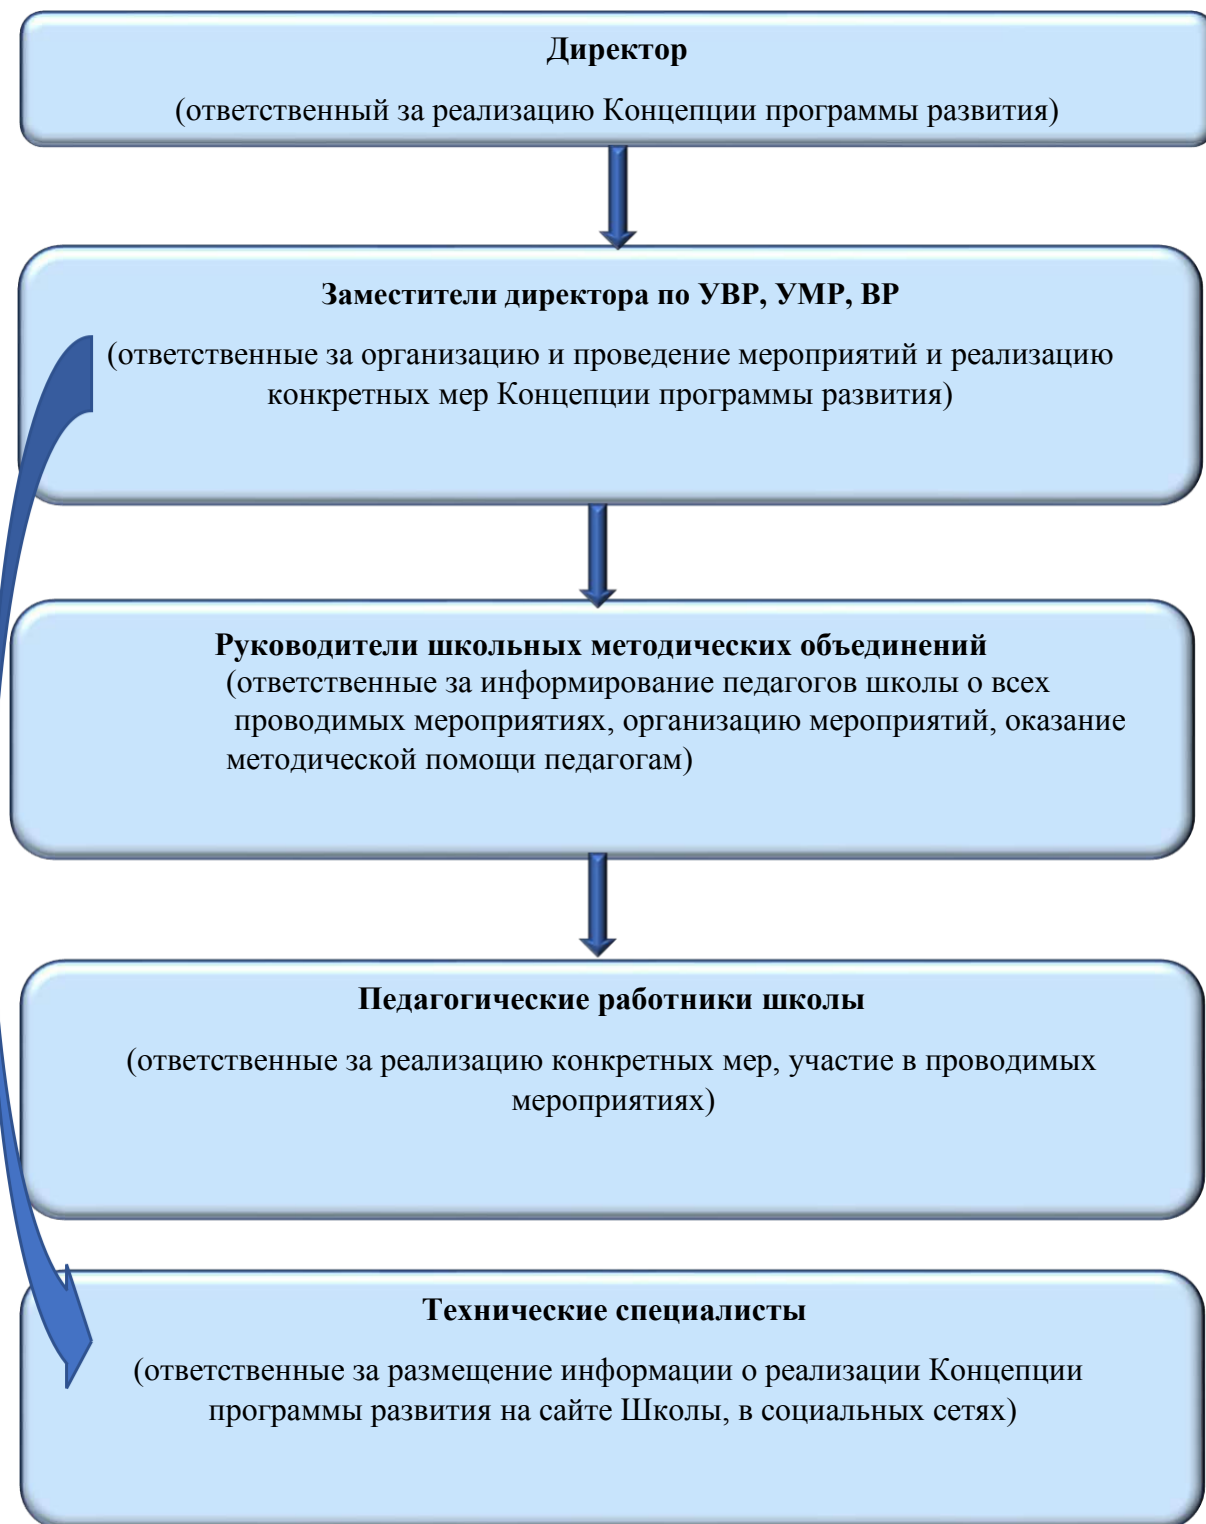 Директор
(ответственный за реализацию Концепции программы развития)
Заместители директора по УВР, УМР, ВР
(ответственные за организацию и проведение мероприятий и реализацию
конкретных мер Концепции программы развития)
Руководители школьных методических объединений
(ответственные за информирование педагогов школы о всех
проводимых мероприятиях, организацию мероприятий, оказание
методической помощи педагогам)
Педагогические работники школы
(ответственные за реализацию конкретных мер, участие в проводимых
мероприятиях)
Технические специалисты
(ответственные за размещение информации о реализации Концепции
программы развития на сайте Школы, в социальных сетях)